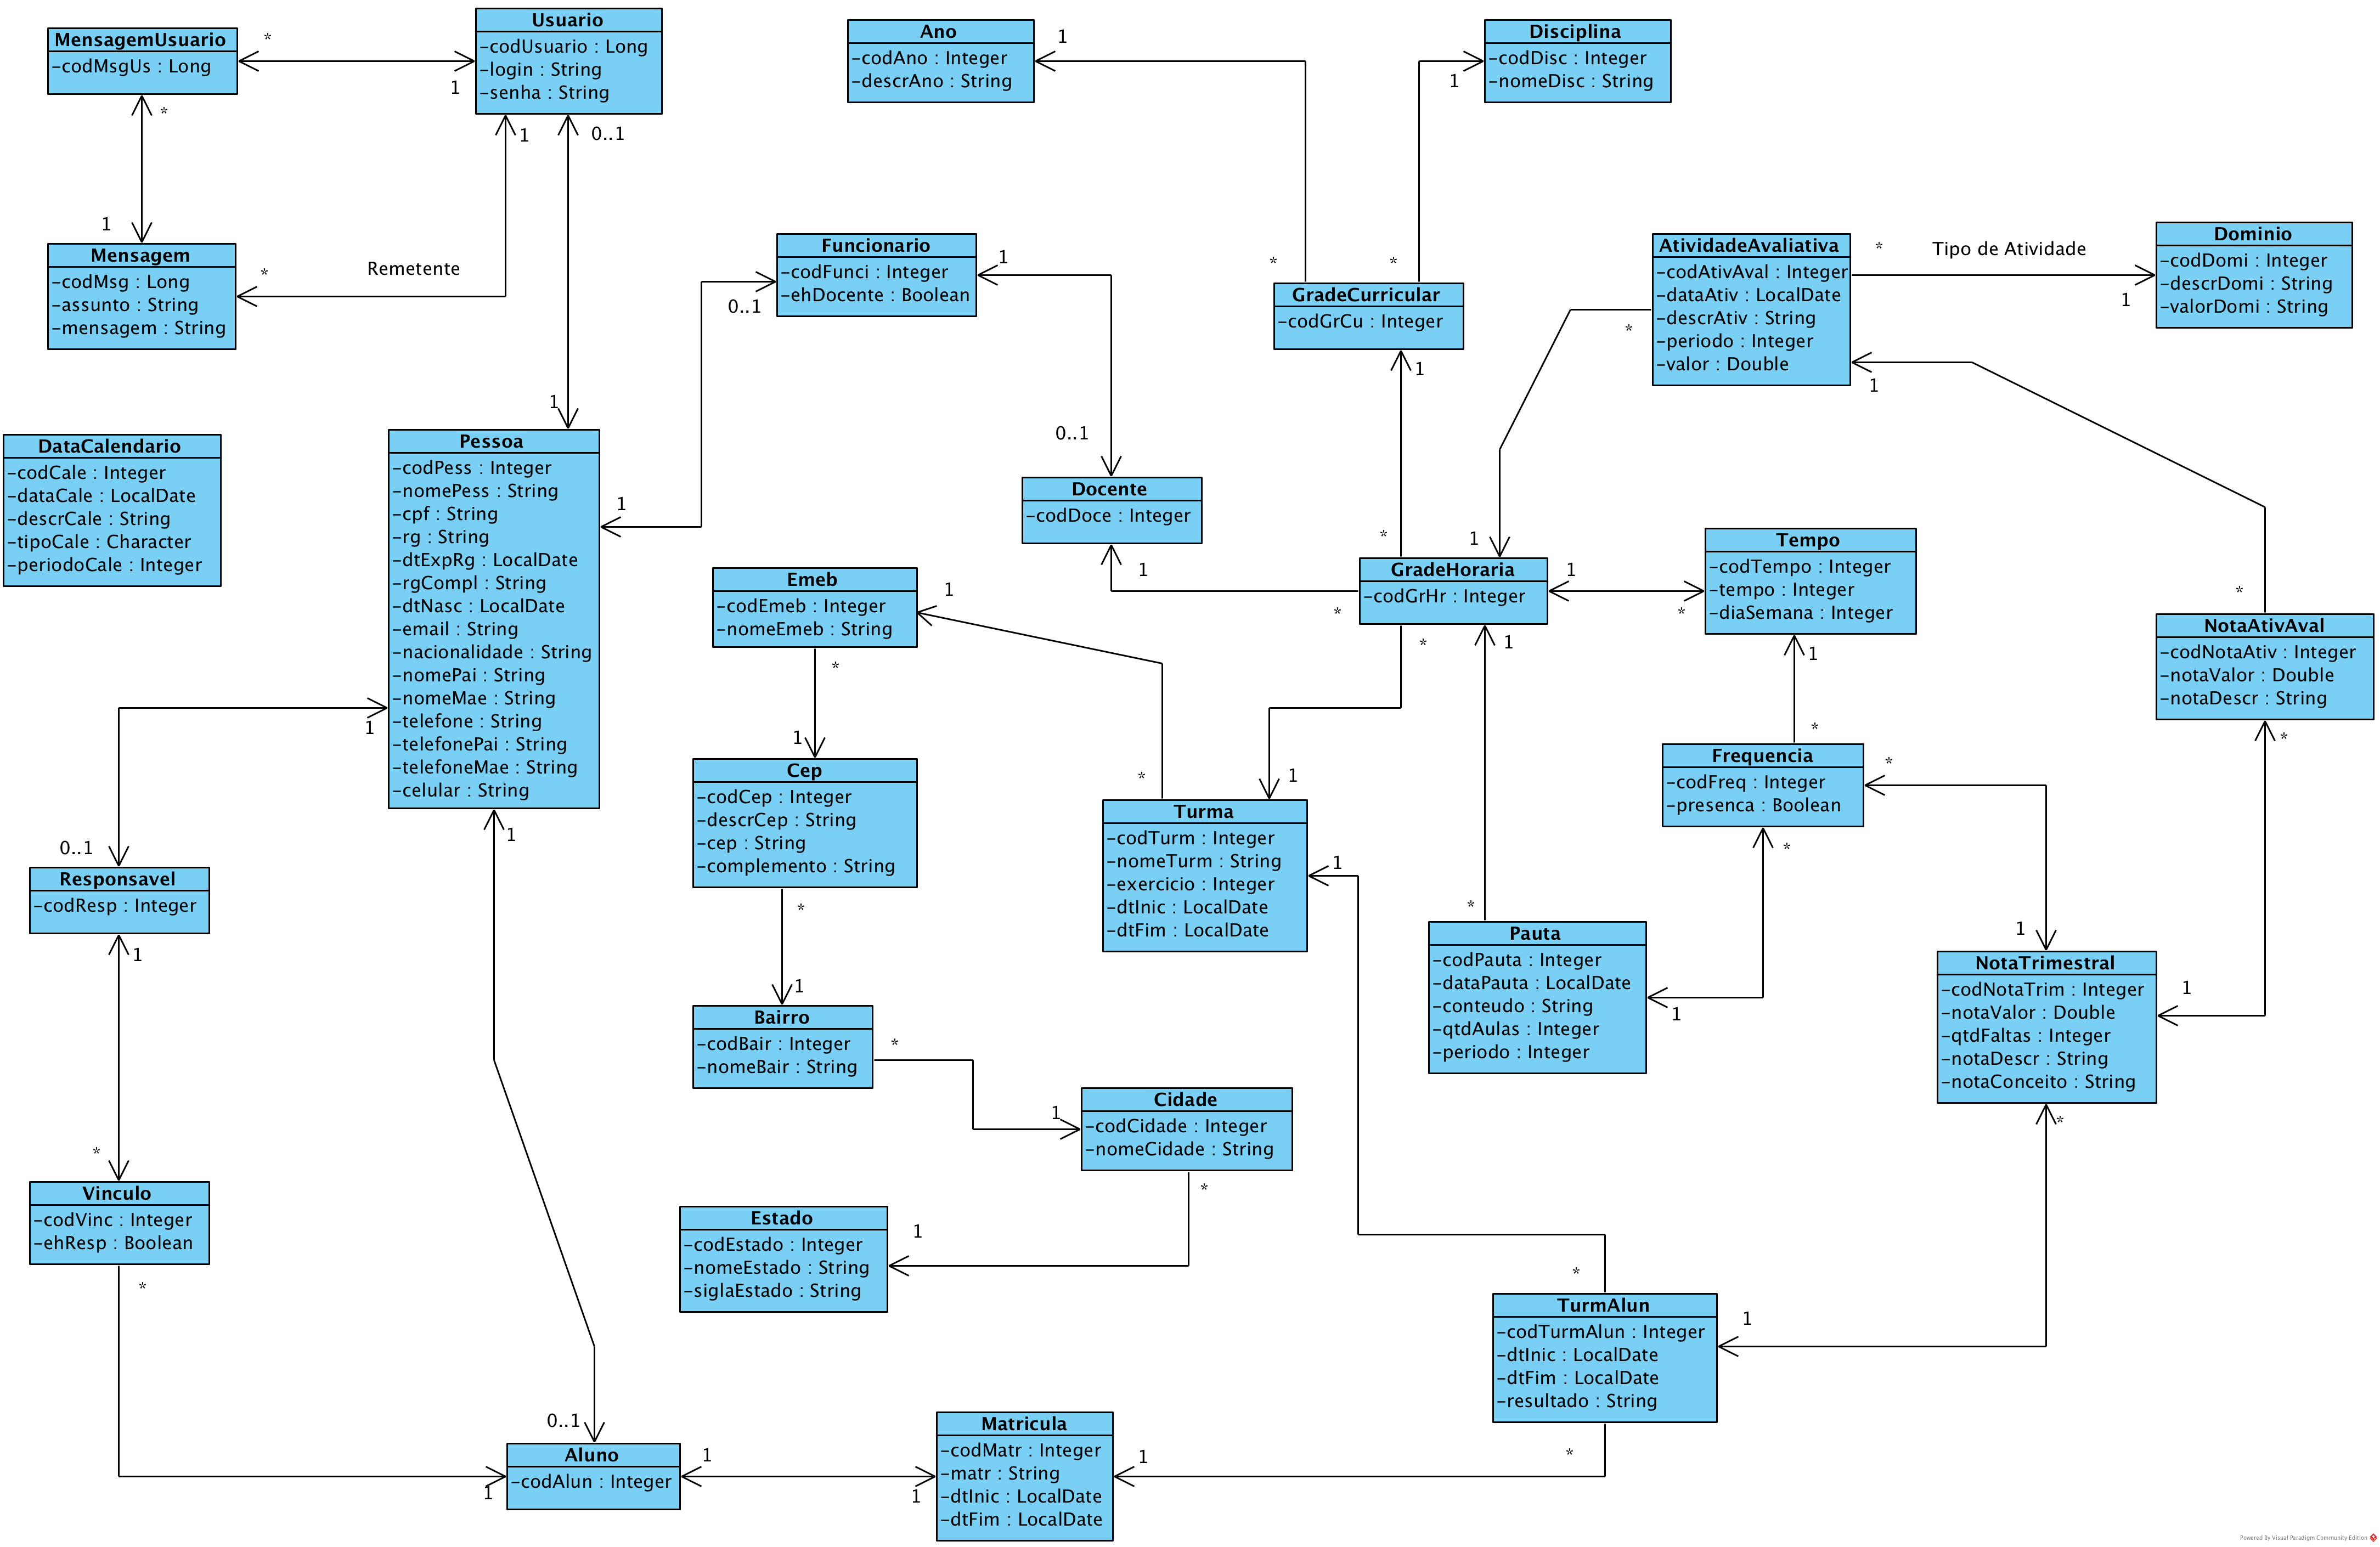 MensagemUsuario
-codMsgUs : Long
*
1
Usuario
-codUsuario : Long
-login : String
-senha : String
1
0..1
*
1
Mensagem
-codMsg : Long
-assunto : String
-mensagem : String
*
Remetente
Ano
-codAno : Integer
-descrAno : String
1
Disciplina
-codDisc : Integer
-nomeDisc : String
1
*
*
GradeCurricular
-codGrCu : Integer
1
*
Funcionario
-codFunci : Integer
-ehDocente : Boolean
1
0..1
0..1
AtividadeAvaliativa
-codAtivAval : Integer
-dataAtiv : LocalDate
-descrAtiv : String
-periodo : Integer
-valor : Double
*
Tipo de Atividade
1
*
1
Dominio
-codDomi : Integer
-descrDomi : String
-valorDomi : String
DataCalendario
-codCale : Integer
-dataCale : LocalDate
-descrCale : String
-tipoCale : Character
-periodoCale : Integer
1
Pessoa
-codPess : Integer
-nomePess : String
-cpf : String
-rg : String
-dtExpRg : LocalDate
-rgCompl : String
-dtNasc : LocalDate
-email : String
-nacionalidade : String
-nomePai : String
-nomeMae : String
-telefone : String
-telefonePai : String
-telefoneMae : String
-celular : String
1
1
1
Docente
-codDoce : Integer
1
*
1
GradeHoraria
-codGrHr : Integer
1
*
*
1
Tempo
-codTempo : Integer
-tempo : Integer
-diaSemana : Integer
1
*
*
NotaAtivAval
-codNotaAtiv : Integer
-notaValor : Double
-notaDescr : String
*
Emeb
-codEmeb : Integer
-nomeEmeb : String
1
*
1
Cep
-codCep : Integer
-descrCep : String
-cep : String
-complemento : String
*
1
*
1
Turma
-codTurm : Integer
-nomeTurm : String
-exercicio : Integer
-dtInic : LocalDate
-dtFim : LocalDate
1
Frequencia
-codFreq : Integer
-presenca : Boolean
*
*
0..1
Responsavel
-codResp : Integer
1
*
*
Pauta
-codPauta : Integer
-dataPauta : LocalDate
-conteudo : String
-qtdAulas : Integer
-periodo : Integer
1
1
NotaTrimestral
-codNotaTrim : Integer
-notaValor : Double
-qtdFaltas : Integer
-notaDescr : String
-notaConceito : String
1
*
Bairro
-codBair : Integer
-nomeBair : String
*
1
Cidade
-codCidade : Integer
-nomeCidade : String
*
Vinculo
-codVinc : Integer
-ehResp : Boolean
*
Estado
-codEstado : Integer
-nomeEstado : String
-siglaEstado : String
1
*
TurmAlun
-codTurmAlun : Integer
-dtInic : LocalDate
-dtFim : LocalDate
-resultado : String
1
*
0..1
1
Aluno
-codAlun : Integer
1
1
Matricula
-codMatr : Integer
-matr : String
-dtInic : LocalDate
-dtFim : LocalDate
1
Powered By Visual Paradigm Community Edition